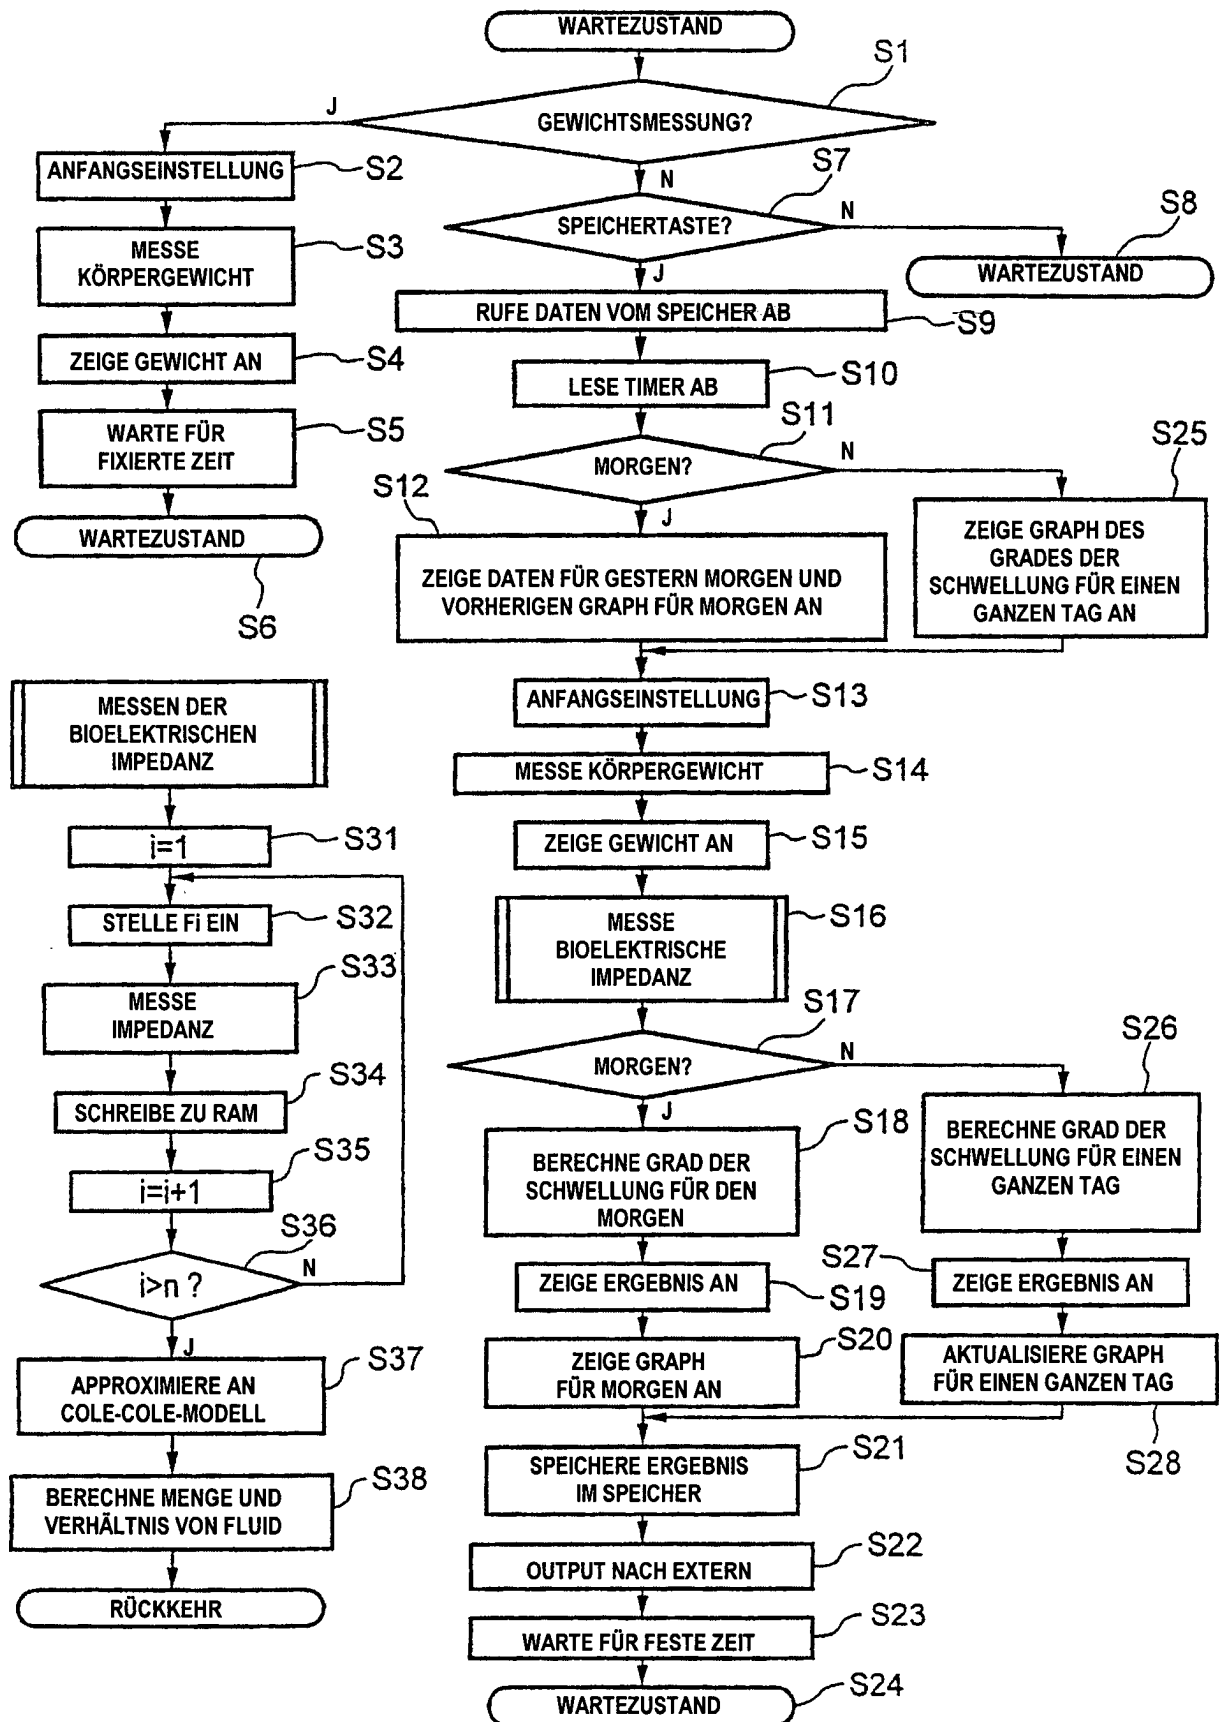 WARTEZUSTAND
S1
GEWICHTSMESSUNG?
J
N
ANFANGSEINSTELLUNG
S2
MESSE
KÖRPERGEWICHT
S3
ZEIGE GEWICHT AN
S4
WARTE FÜR
FIXIERTE ZEIT
S5
WARTEZUSTAND
S6
S7
SPEICHERTASTE?
N
J
S8
WARTEZUSTAND
RUFE DATEN VOM SPEICHER AB
S9
LESE TIMER AB
S10
S11
MORGEN?
N
J
S12
ZEIGE DATEN FÜR GESTERN MORGEN UND
VORHERIGEN GRAPH FÜR MORGEN AN
S25
ZEIGE GRAPH DES
GRADES DER
SCHWELLUNG FÜR EINEN
GANZEN TAG AN
ANFANGSEINSTELLUNG
S13
MESSE KÖRPERGEWICHT
S14
ZEIGE GEWICHT AN
S15
MESSE
BIOELEKTRISCHE
IMPEDANZ
S16
S17
MORGEN?
N
J
S18
BERECHNE GRAD DER
SCHWELLUNG FÜR DEN
MORGEN
ZEIGE ERGEBNIS AN
S19
S20
ZEIGE GRAPH
FÜR MORGEN AN
S26
BERECHNE GRAD DER
SCHWELLUNG FÜR EINEN
GANZEN TAG
S27
ZEIGE ERGEBNIS AN
AKTUALISIERE GRAPH
FÜR EINEN GANZEN TAG
S28
S21
SPEICHERE ERGEBNIS
IM SPEICHER
S22
OUTPUT NACH EXTERN
S23
WARTE FÜR FESTE ZEIT
WARTEZUSTAND
S24
MESSEN DER
BIOELEKTRISCHEN
IMPEDANZ
i=1
S31
STELLE Fi EIN
S32
S33
MESSE
IMPEDANZ
S34
SCHREIBE ZU RAM
S35
i=i+1
S36
i>n ?
N
J
S37
APPROXIMIERE AN
COLE-COLE-MODELL
S38
BERECHNE MENGE UND
VERHÄLTNIS VON FLUID
RÜCKKEHR